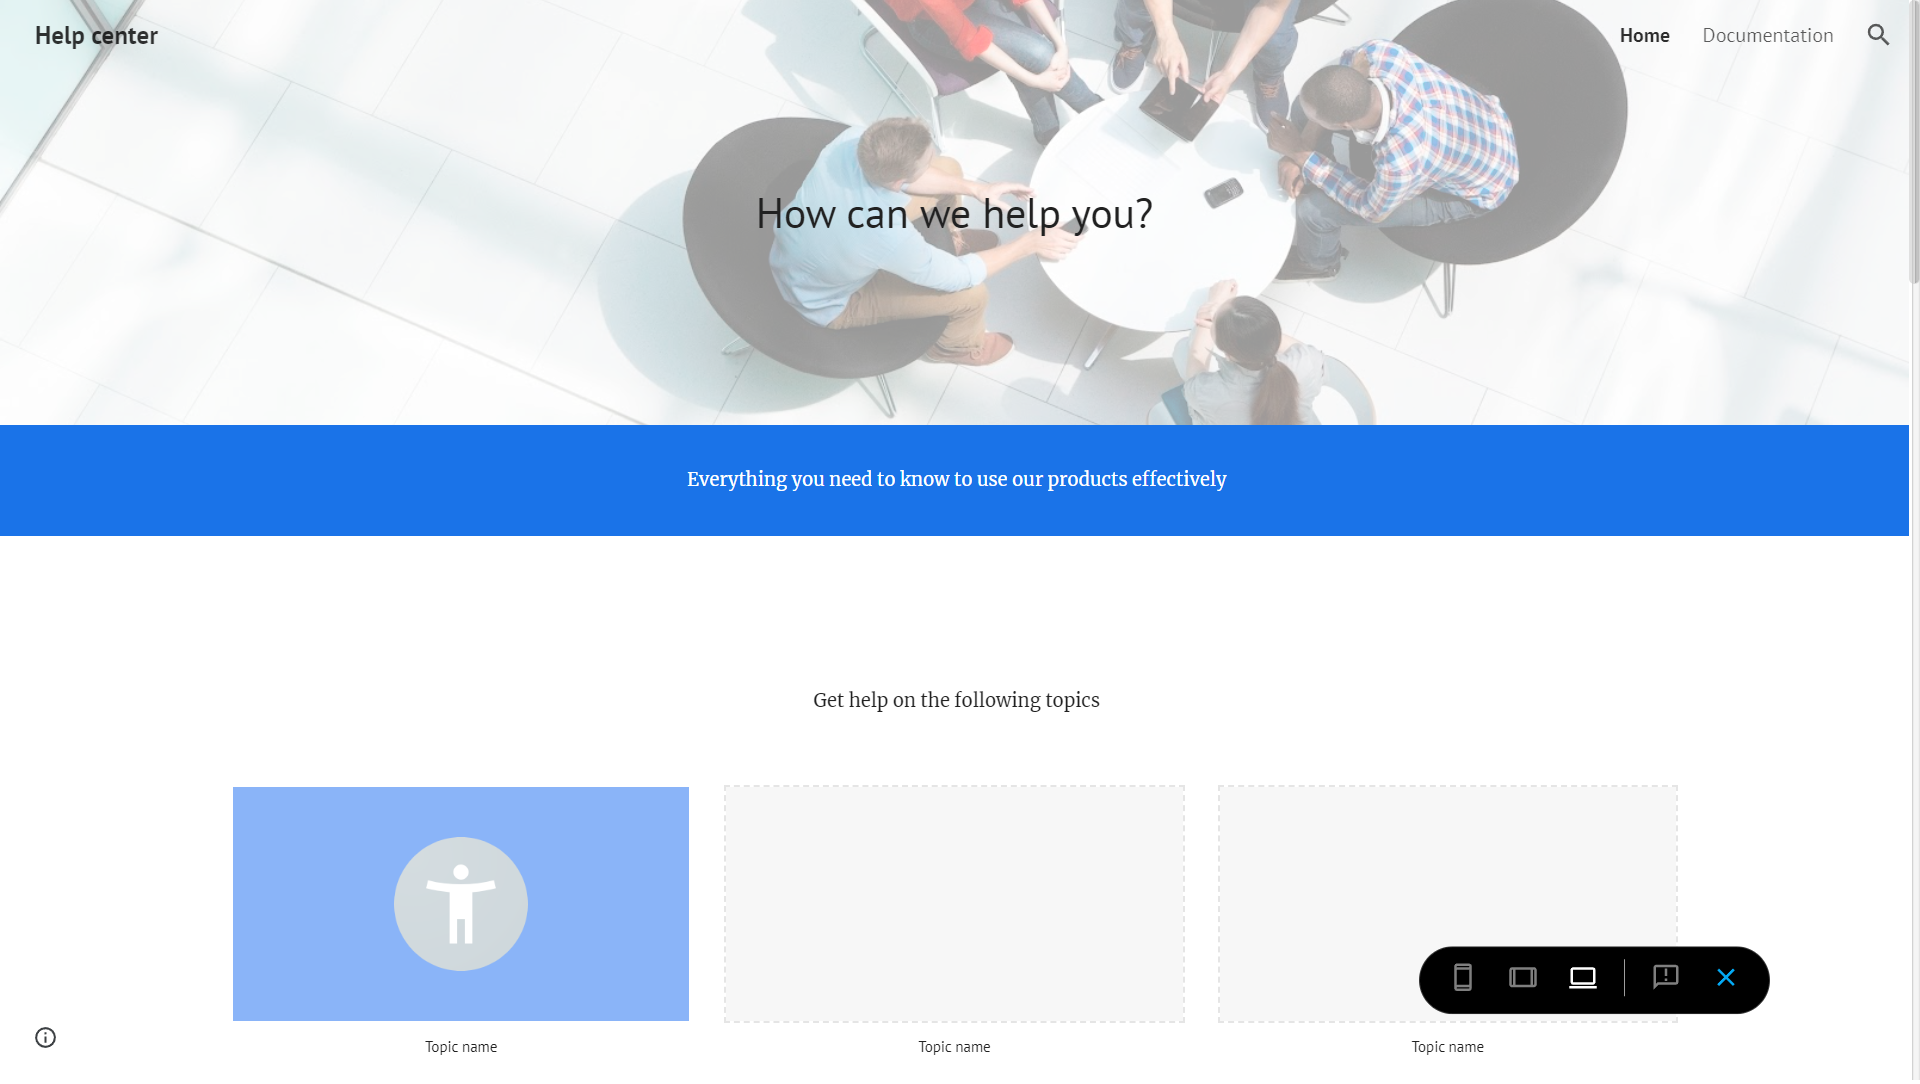 Help center
Home
Documentation
How can we help you?
Everything you need to know to use our products effectively
Get help on the following topics
Topic name
Topic name
Topic name